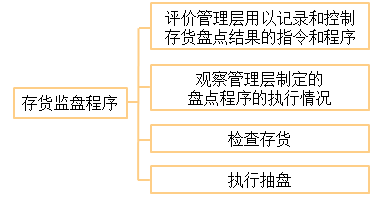 评价管理层用以记录和控制
存货盘点结果的指令和程序
观察管理层制定的
盘点程序的执行情况
存货监盘程序
检查存货
执行抽盘